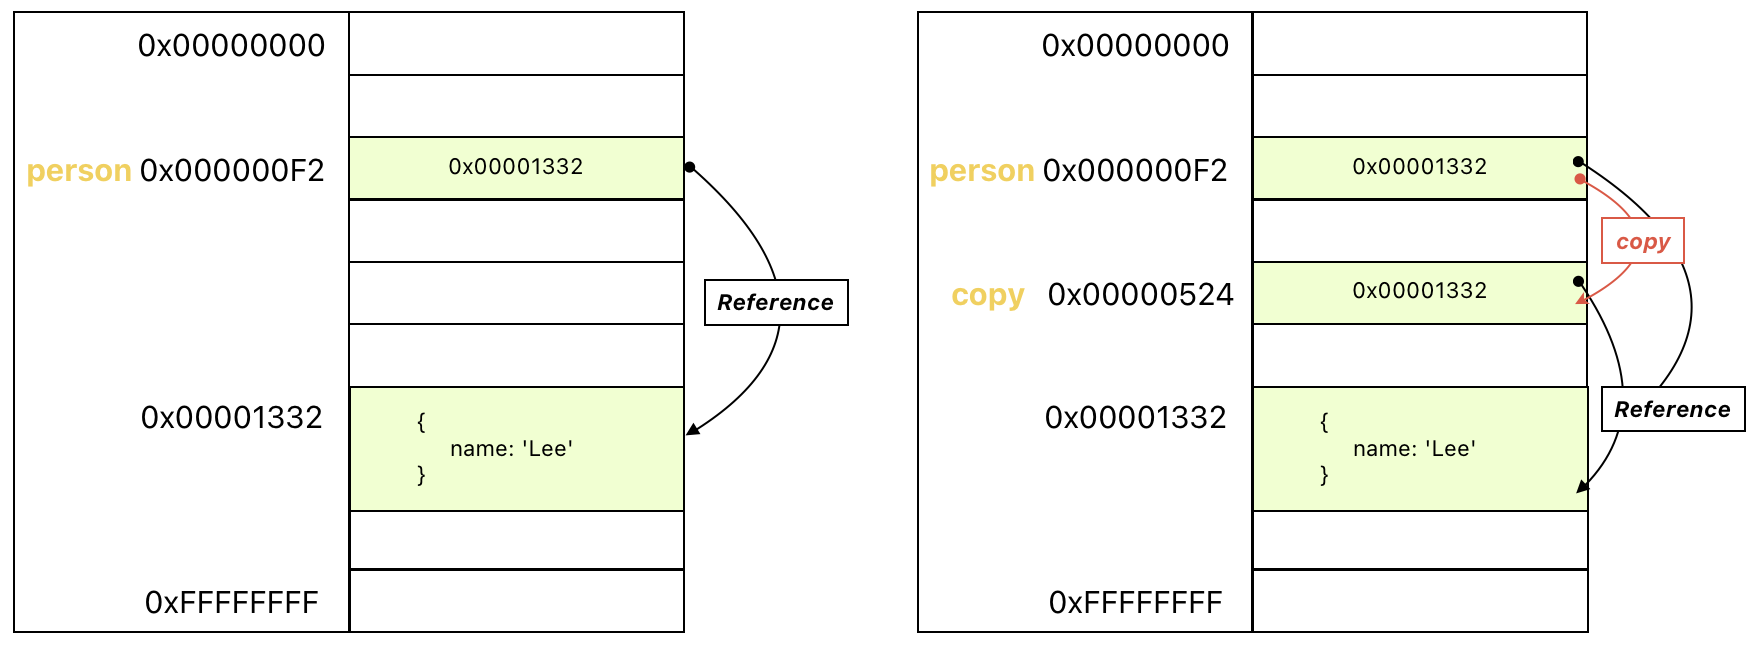 0x00000000
person 0x000000F2 0x00001332
Reference
0x00001332
{
name: 'Lee'
}
0xFFFFFFFF
0x00000000
person 0x000000F2 0x00001332
copy
copy 0x00000524 0x00001332
0x00001332
{
name: 'Lee'
}
Reference
0xFFFFFFFF